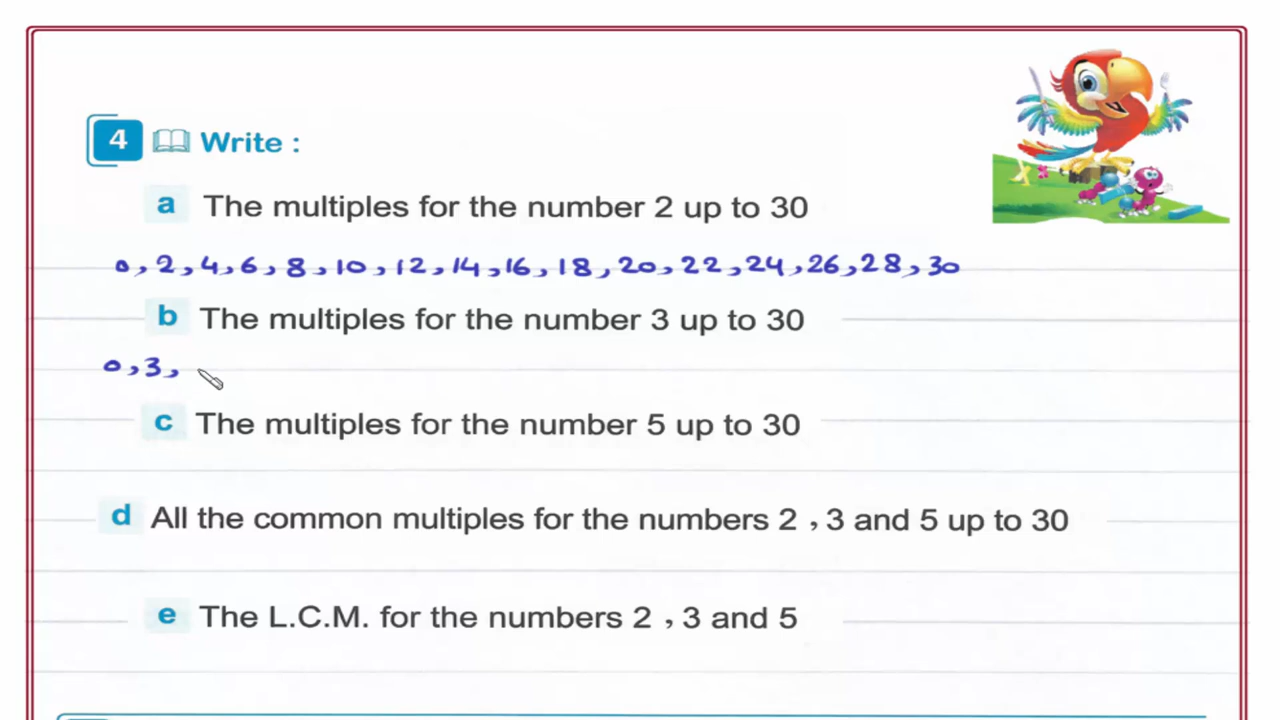 4 Write :
a The multiples for the number 2 up to 30
0, 2, 4, 6, 8, 10, 12, 14, 16, 18, 20, 22, 24, 26, 28, 30
b The multiples for the number 3 up to 30
0, 3,
c The multiples for the number 5 up to 30
d All the common multiples for the numbers 2 , 3 and 5 up to 30
e The L.C.M. for the numbers 2 , 3 and 5